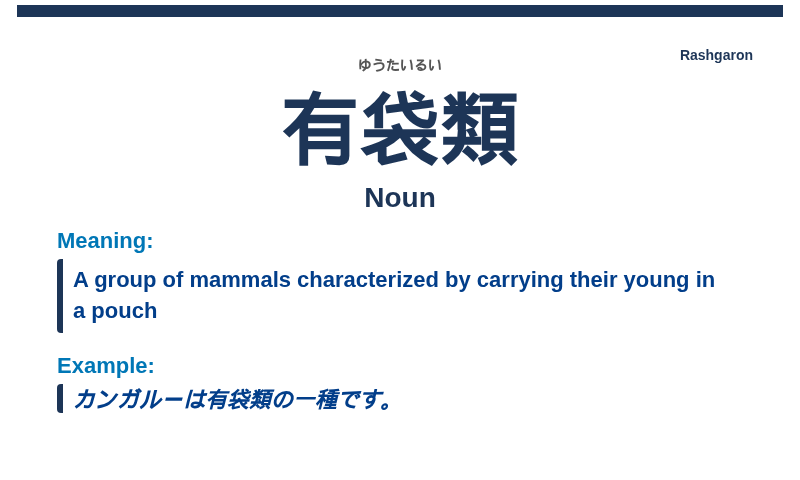 Rashgaron
ゆうたいるい
有袋類
Noun
Meaning:
A group of mammals characterized by carrying their young in
a pouch
Example:
カンガルーは有袋類の一種です。